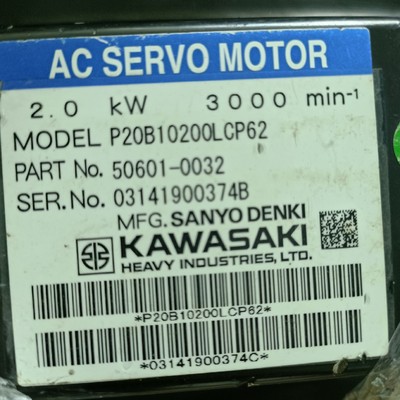 AC SERVO MOTOR
2.0 kW 3000 min-1
MODEL P20B10200LCP62
PART No. 50601-0032
SER.No. 03141900374B
MFG. SANYO DENKI
KAWASAKI
HEAVY INDUSTRIES, LTD.
*P20B10200LCP62*
*03141900374C*